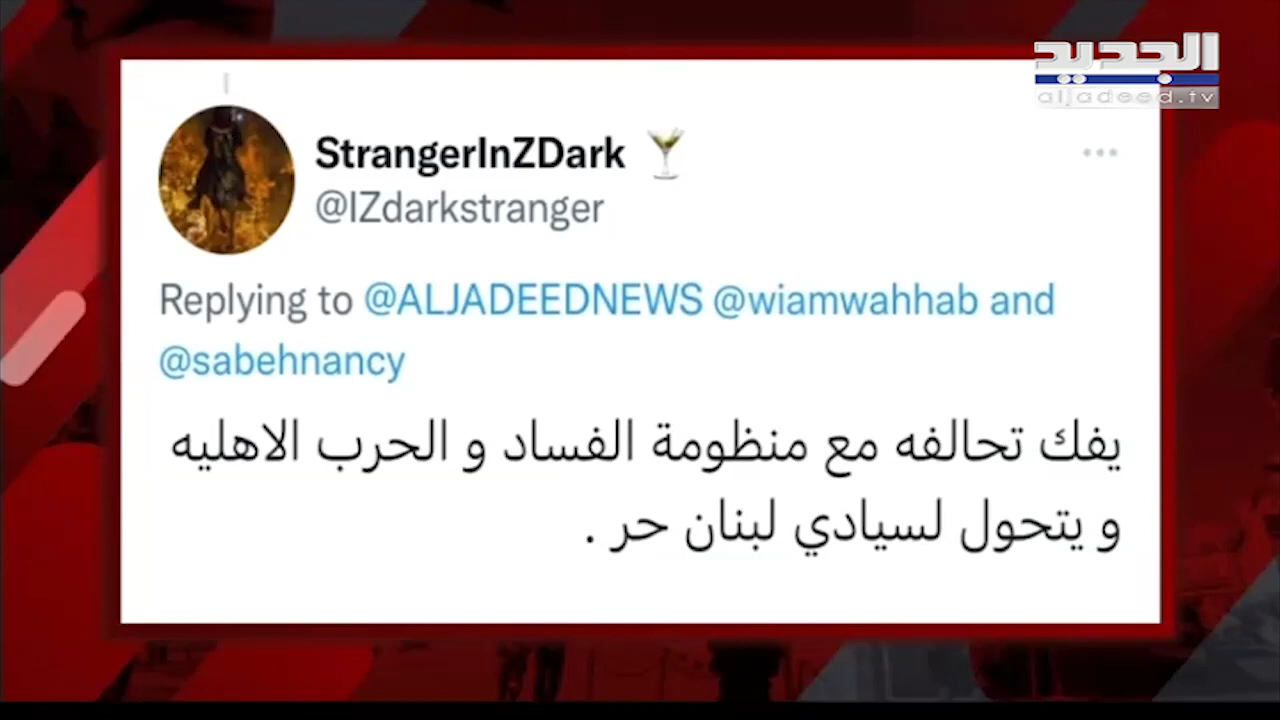 الجديد
aljadeed.tv
StrangerInZDark
@IZdarkstranger
Replying to @ALJADEEDNEWS @wiamwahhab and
@sabehnancy
يفك تحالفه مع منظومة الفساد و الحرب الاهليه
و يتحول لسيادي لبنان حر .